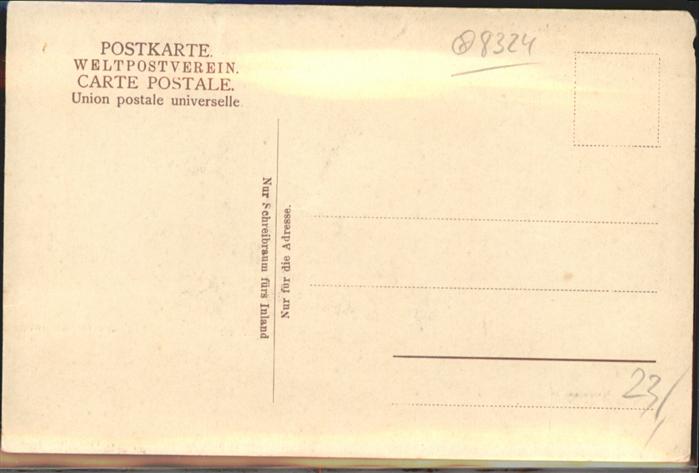 POSTKARTE.
WELTPOSTVEREIN.
CARTE POSTALE.
Union postale universelle
8324
Nur Schreibraum fürs Inland
Nur für die Adresse.
23/